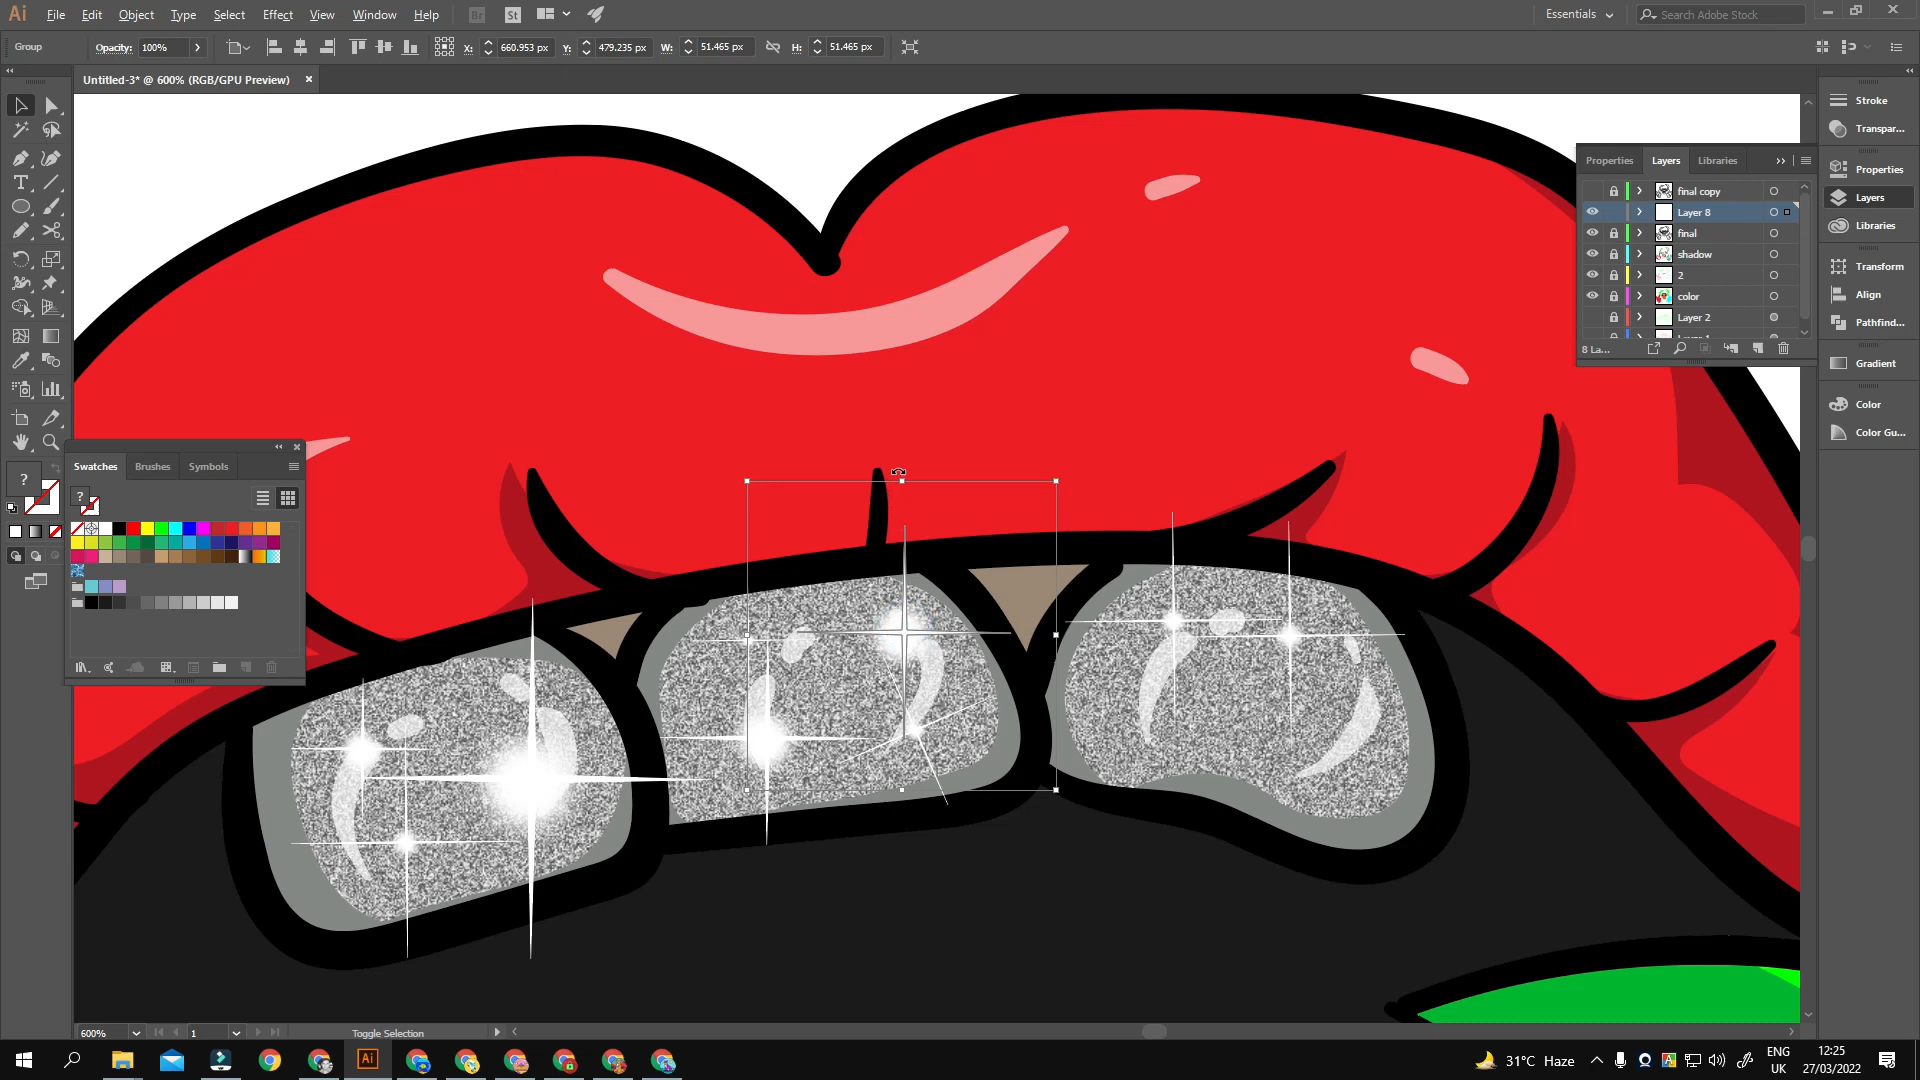 Ai File Edit Object Type Select Effect View Window Help Br St Essentials Search Adobe Stock
Group Opacity: 100% X: 660.953 px Y: 479.235 px W: 51.465 px H: 51.465 px
Untitled-3* @ 600% (RGB/GPU Preview)
Stroke
Transpar...
Properties
Layers
Libraries
Transform
Align
Pathfind...
Gradient
Color
Color Gu...
Properties Layers Libraries
final copy
Layer 8
final
shadow
2
color
Layer 2
8 La...
Swatches Brushes Symbols
?
?
600% 1 Toggle Selection
Ai
31°C Haze
ENG
UK
12:25
27/03/2022